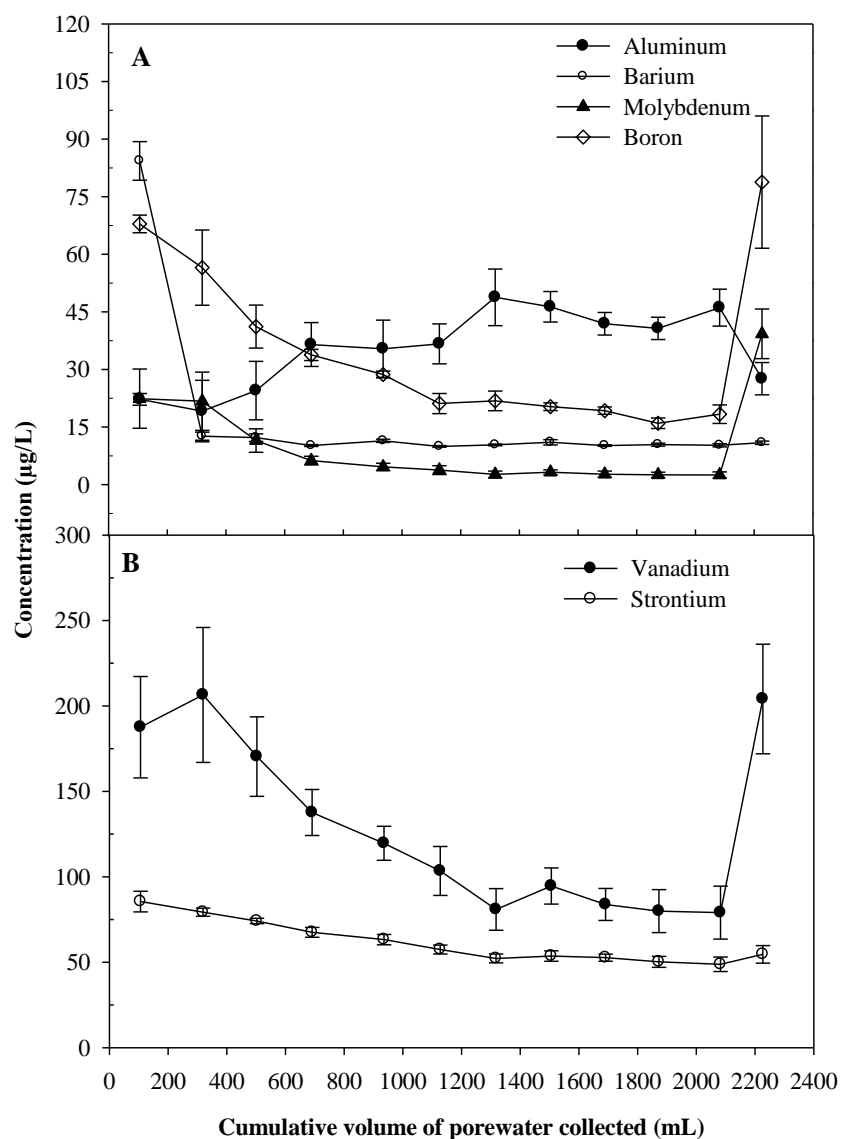 A
Aluminum
Barium
Molybdenum
Boron
120
105
90
75
60
45
30
15
0
Concentration (µg/L)
B
Vanadium
Strontium
300
250
200
150
100
50
0
0 200 400 600 800 1000 1200 1400 1600 1800 2000 2200 2400
Cumulative volume of porewater collected (mL)